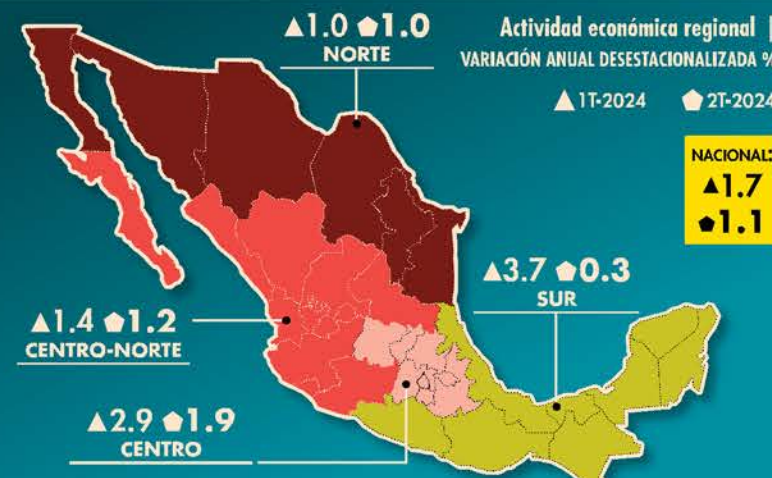 Actividad económica regional |
VARIACIÓN ANUAL DESESTACIONALIZADA %
▲1T-2024 ⬟2T-2024
▲1.0 ⬟1.0
NORTE
NACIONAL:
▲1.7
⬟1.1
▲3.7 ⬟0.3
SUR
▲1.4 ⬟1.2
CENTRO-NORTE
▲2.9 ⬟1.9
CENTRO